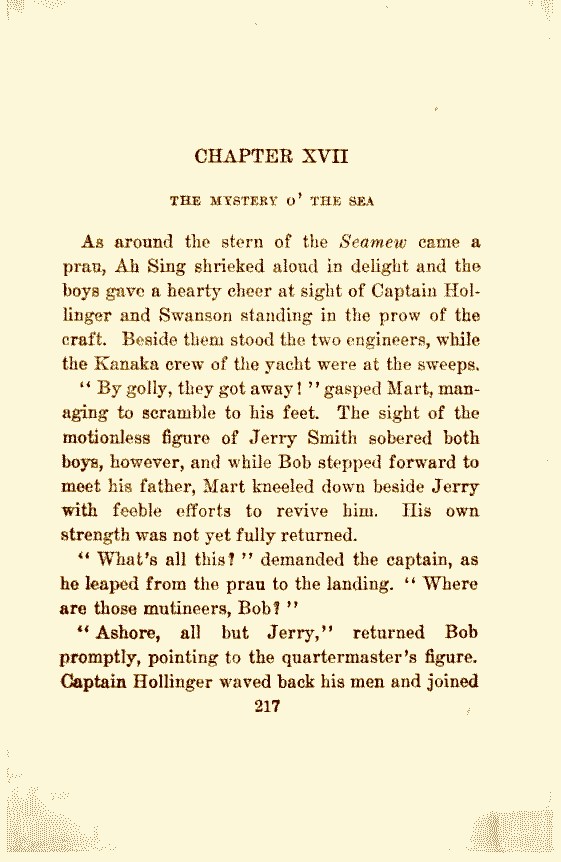 CHAPTER XVII
THE MYSTERY O' THE SEA
As around the stern of the Seamew came a
prau, Ah Sing shrieked aloud in delight and the
boys gave a hearty cheer at sight of Captain Hol-
linger and Swanson standing in the prow of the
craft. Beside them stood the two engineers, while
the Kanaka crew of the yacht were at the sweeps.
" By golly, they got away! " gasped Mart, man-
aging to scramble to his feet. The sight of the
motionless figure of Jerry Smith sobered both
boys, however, and while Bob stepped forward to
meet his father, Mart kneeled down beside Jerry
with feeble efforts to revive him. His own
strength was not yet fully returned.
" What's all this? " demanded the captain, as
he leaped from the prau to the landing. " Where
are those mutineers, Bob? "
" Ashore, all but Jerry," returned Bob
promptly, pointing to the quartermaster's figure.
Captain Hollinger waved back his men and joined
217